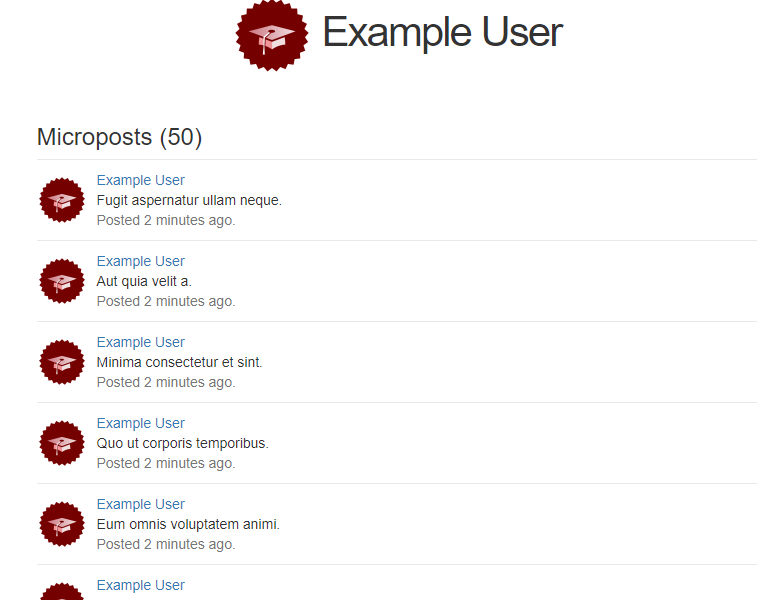 Example User
Microposts (50)
Example User
Fugit aspernatur ullam neque.
Posted 2 minutes ago.
Example User
Aut quia velit a.
Posted 2 minutes ago.
Example User
Minima consectetur et sint.
Posted 2 minutes ago.
Example User
Quo ut corporis temporibus.
Posted 2 minutes ago.
Example User
Eum omnis voluptatem animi.
Posted 2 minutes ago.
Example User